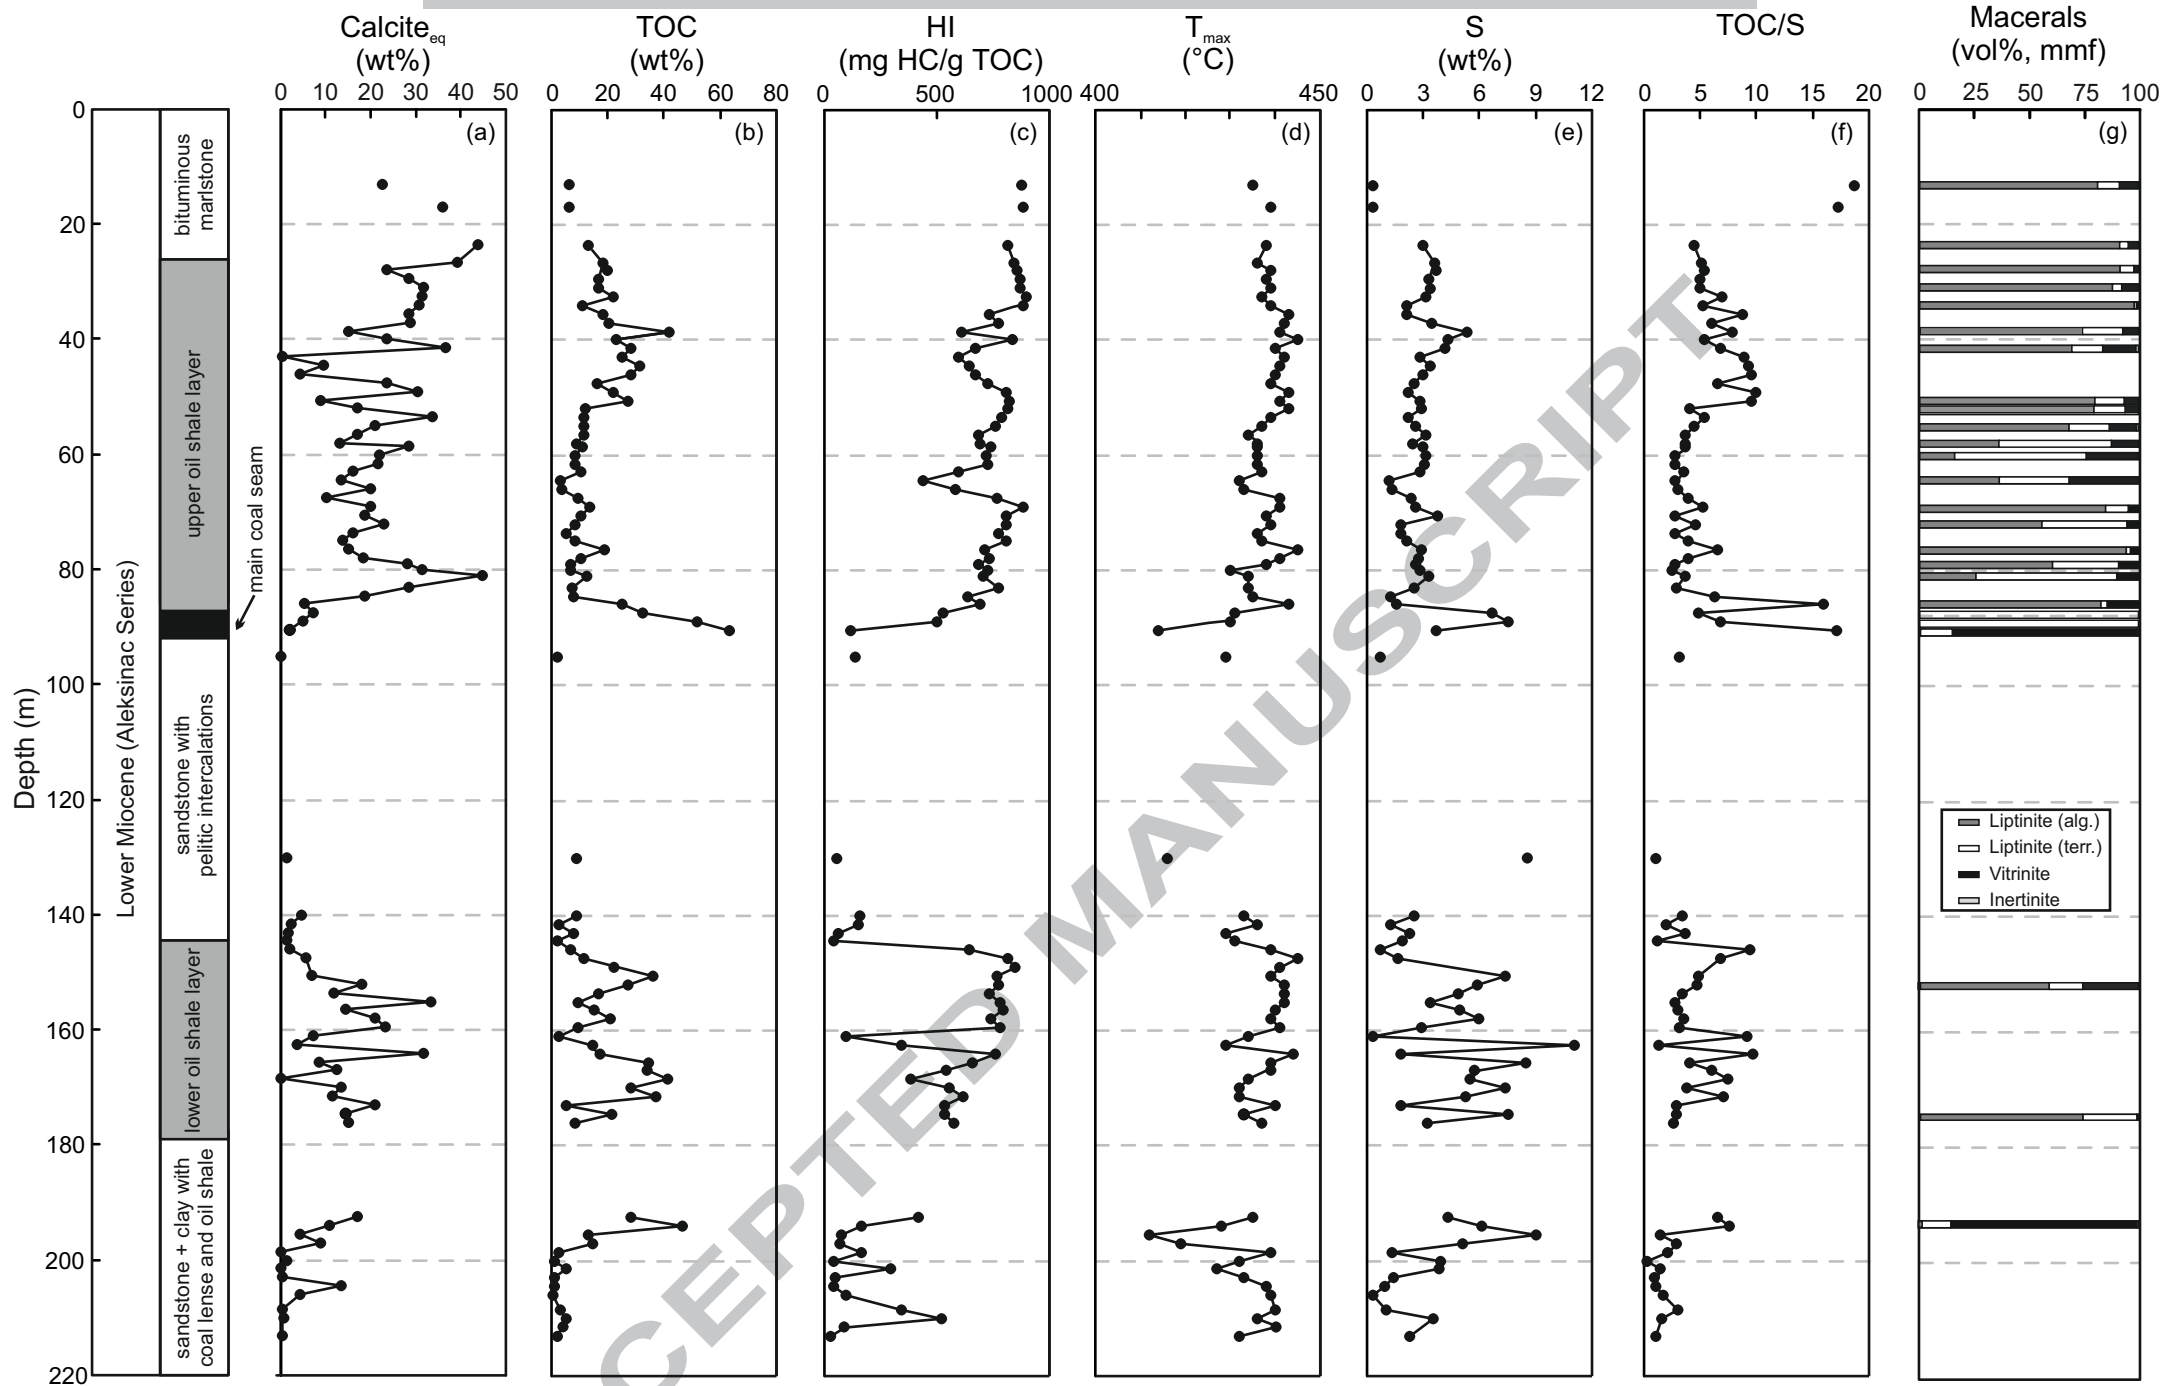 Calcite_eq
(wt%)
TOC
(wt%)
HI
(mg HC/g TOC)
T_max
(°C)
S
(wt%)
TOC/S
Macerals
(vol%, mmf)
0 10 20 30 40 50
0 20 40 60 80
0 500 1000
400 450
0 3 6 9 12
0 5 10 15 20
0 25 50 75 100
(a)
(b)
(c)
(d)
(e)
(f)
(g)
Depth (m)
0
20
40
60
80
100
120
140
160
180
200
220
Lower Miocene (Aleksinac Series)
bituminous
marlstone
upper oil shale layer
main coal seam
sandstone with
pelitic intercalations
lower oil shale layer
sandstone + clay with
coal lense and oil shale
Liptinite (alg.)
Liptinite (terr.)
Vitrinite
Inertinite
CEPTED MANUSCRIPT